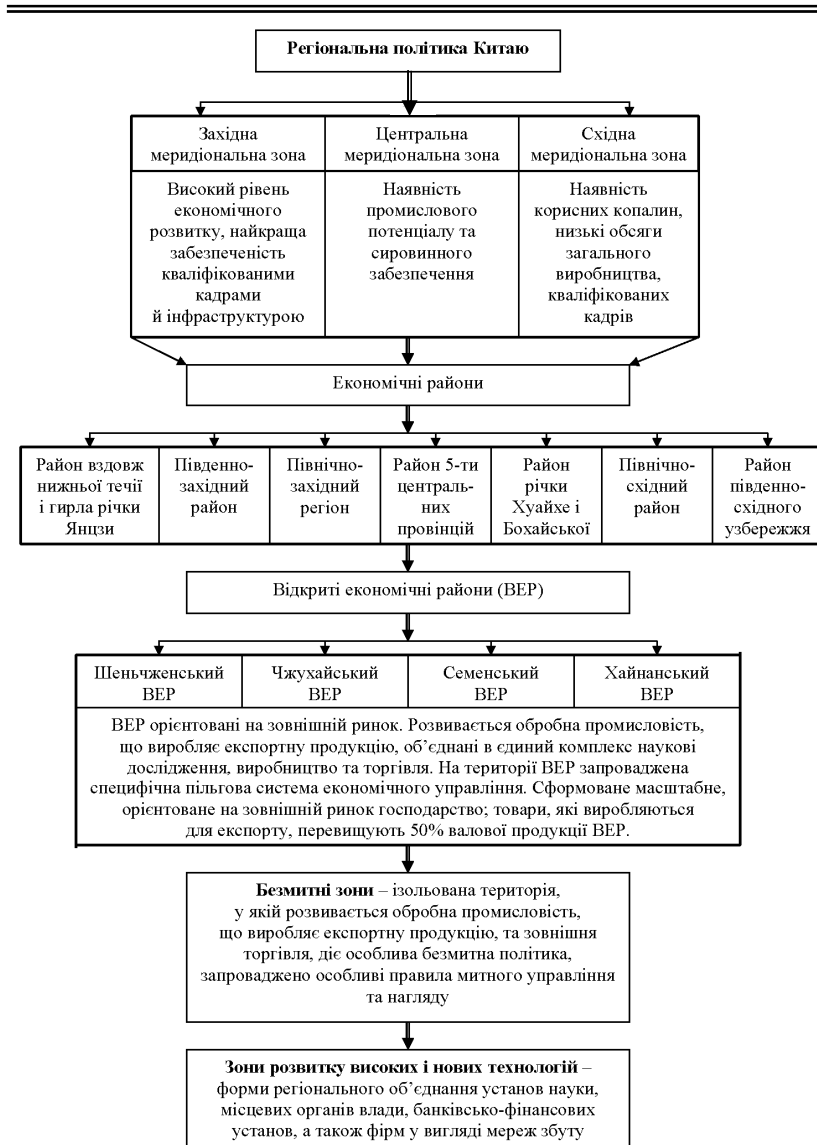 Регіональна політика Китаю
Західна
меридіональна зона
Центральна
меридіональна зона
Східна
меридіональна зона
Високий рівень
економічного
розвитку, найкраща
забезпеченість
кваліфікованими
кадрами
й інфраструктурою
Наявність
промислового
потенціалу та
сировинного
забезпечення
Наявність
корисних копалин,
низькі обсяги
загального
виробництва,
кваліфікованих
кадрів
Економічні райони
Район вздовж
нижньої течії
і гирла річки
Янцзи
Південно-
західний
район
Північно-
західний
регіон
Район 5-ти
централь-
них
провінцій
Район
річки
Хуайхе і
Бохайської
Північно-
східний
район
Район
південно-
східного
узбережжя
Відкриті економічні райони (ВЕР)
Шеньчженський
ВЕР
Чжухайський
ВЕР
Семенський
ВЕР
Хайнанський
ВЕР
ВЕР орієнтовані на зовнішній ринок. Розвивається обробна промисловість,
що виробляє експортну продукцію, об’єднані в єдиний комплекс наукові
дослідження, виробництво та торгівля. На території ВЕР запроваджена
специфічна пільгова система економічного управління. Сформоване масштабне,
орієнтоване на зовнішній ринок господарство; товари, які виробляються
для експорту, перевищують 50% валової продукції ВЕР.
Безмитні зони – ізольована територія,
у якій розвивається обробна промисловість,
що виробляє експортну продукцію, та зовнішня
торгівля, діє особлива безмитна політика,
запроваджено особливі правила митного управління
та нагляду
Зони розвитку високих і нових технологій –
форми регіонального об’єднання установ науки,
місцевих органів влади, банківсько-фінансових
установ, а також фірм у вигляді мереж збуту